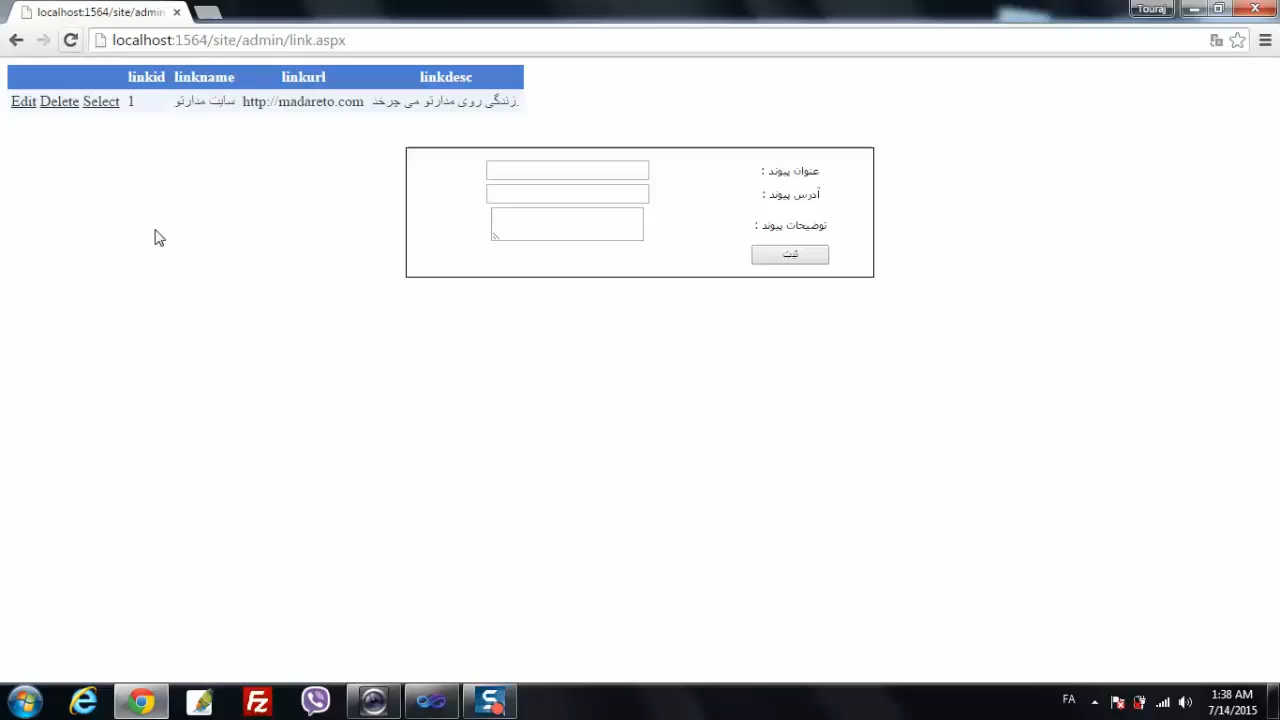 localhost:1564/site/admin
Touraj
localhost:1564/site/admin/link.aspx
linkid linkname linkurl linkdesc
Edit Delete Select 1 سایت مدارتو http://madareto.com زندگی روی مدارتو می چرخد.
عنوان پیوند :
آدرس پیوند :
توضیحات پیوند :
ثبت
FA
1:38 AM
7/14/2015